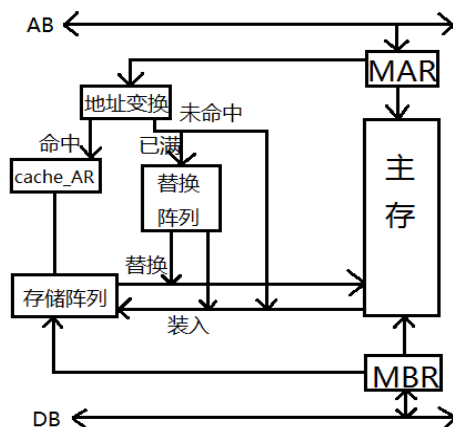 AB
MAR
地址变换
未命中
命中
已满
cache_AR
替换
阵列
主
存
替换
存储阵列
装入
MBR
DB